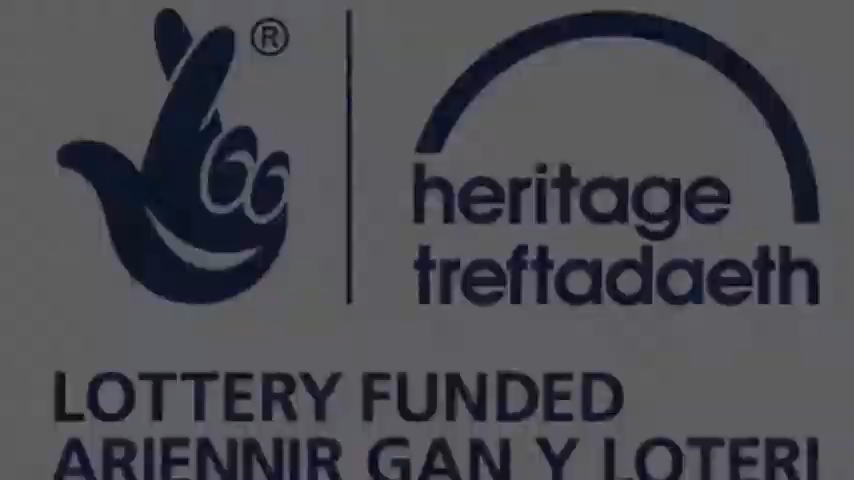 ®
heritage
treftadaeth
LOTTERY FUNDED
ARIENNIR GAN Y LOTERI